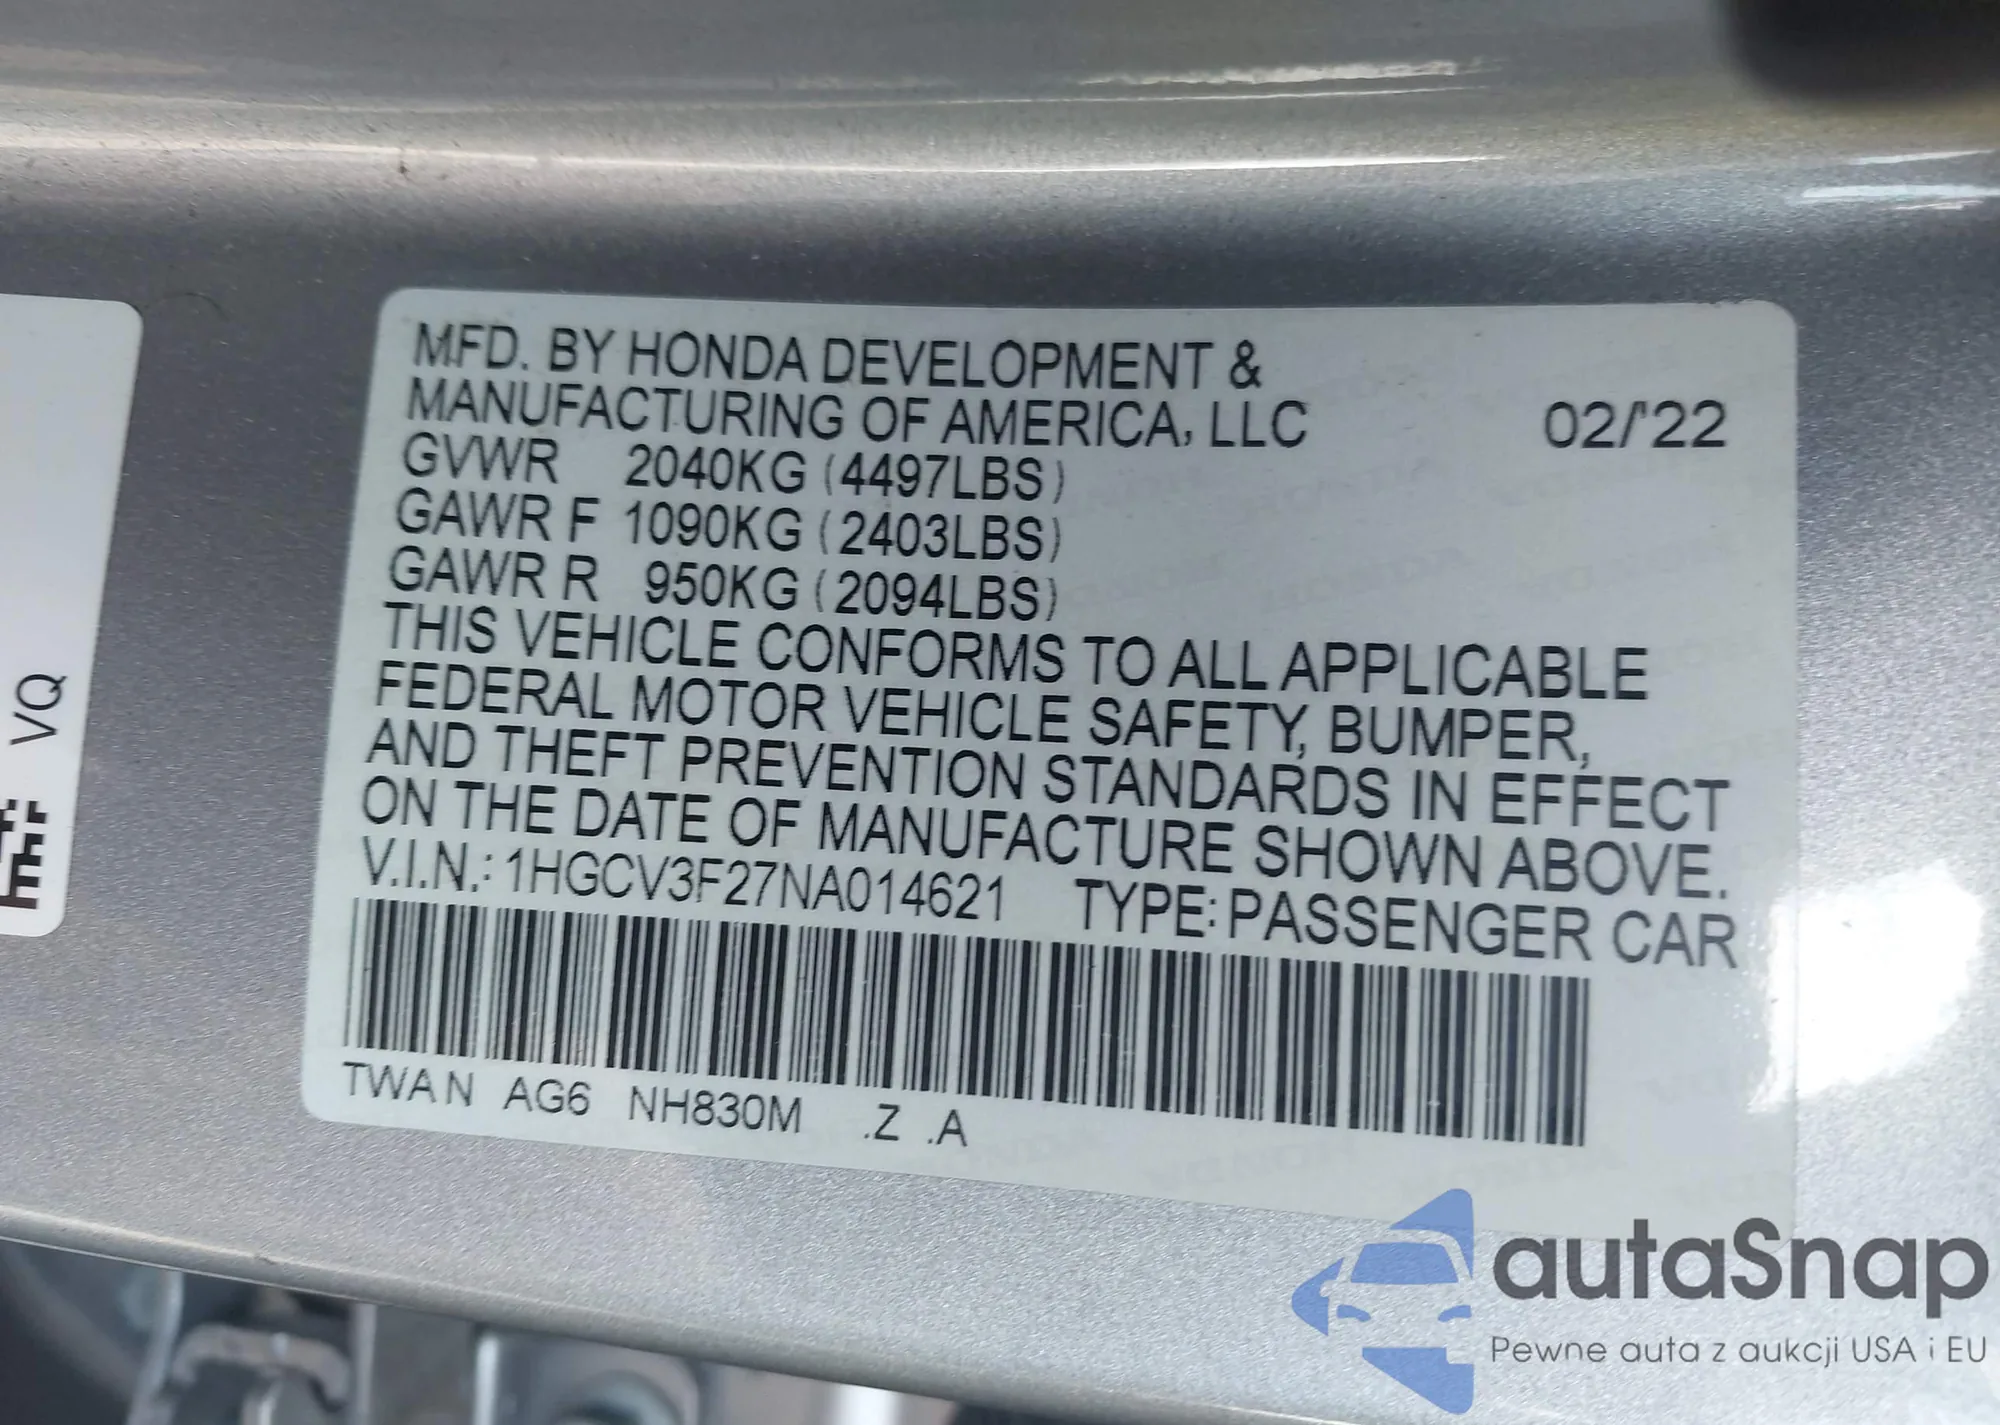 MFD. BY HONDA DEVELOPMENT &
MANUFACTURING OF AMERICA, LLC 02/'22
GVWR 2040KG (4497LBS)
GAWR F 1090KG (2403LBS)
GAWR R 950KG (2094LBS)
THIS VEHICLE CONFORMS TO ALL APPLICABLE
FEDERAL MOTOR VEHICLE SAFETY, BUMPER,
AND THEFT PREVENTION STANDARDS IN EFFECT
ON THE DATE OF MANUFACTURE SHOWN ABOVE.
V.I.N.: 1HGCV3F27NA014621 TYPE: PASSENGER CAR
TWAN AG6 NH830M .Z .A
VQ
autaSnap
Pewne auta z aukcji USA i EU